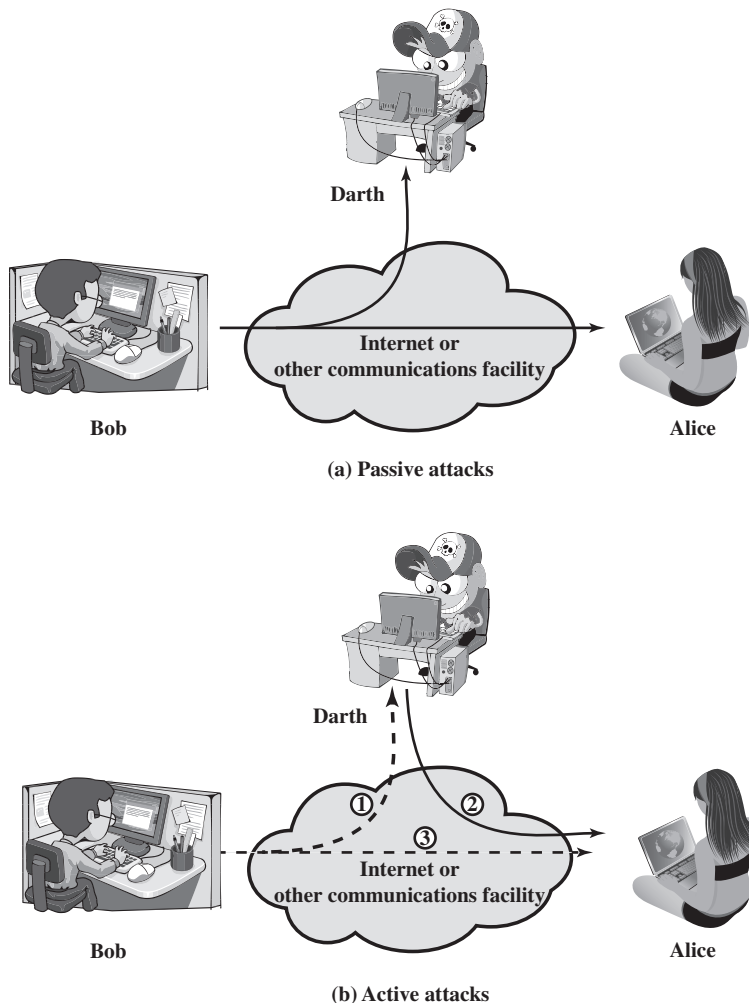 Darth
Internet or
other communications facility
Bob
Alice
(a) Passive attacks
Darth
1
2
3
Internet or
other communications facility
Bob
Alice
(b) Active attacks